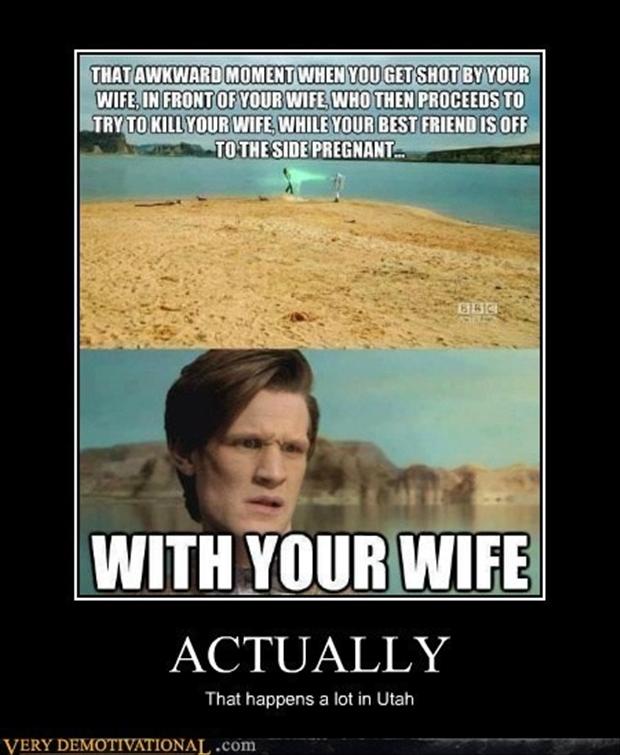 THAT AWKWARD MOMENT WHEN YOU GET SHOT BY YOUR
WIFE, IN FRONT OF YOUR WIFE, WHO THEN PROCEEDS TO
TRY TO KILL YOUR WIFE, WHILE YOUR BEST FRIEND IS OFF
TO THE SIDE PREGNANT...
BBC
WITH YOUR WIFE
ACTUALLY
That happens a lot in Utah
VERY DEMOTIVATIONAL.com